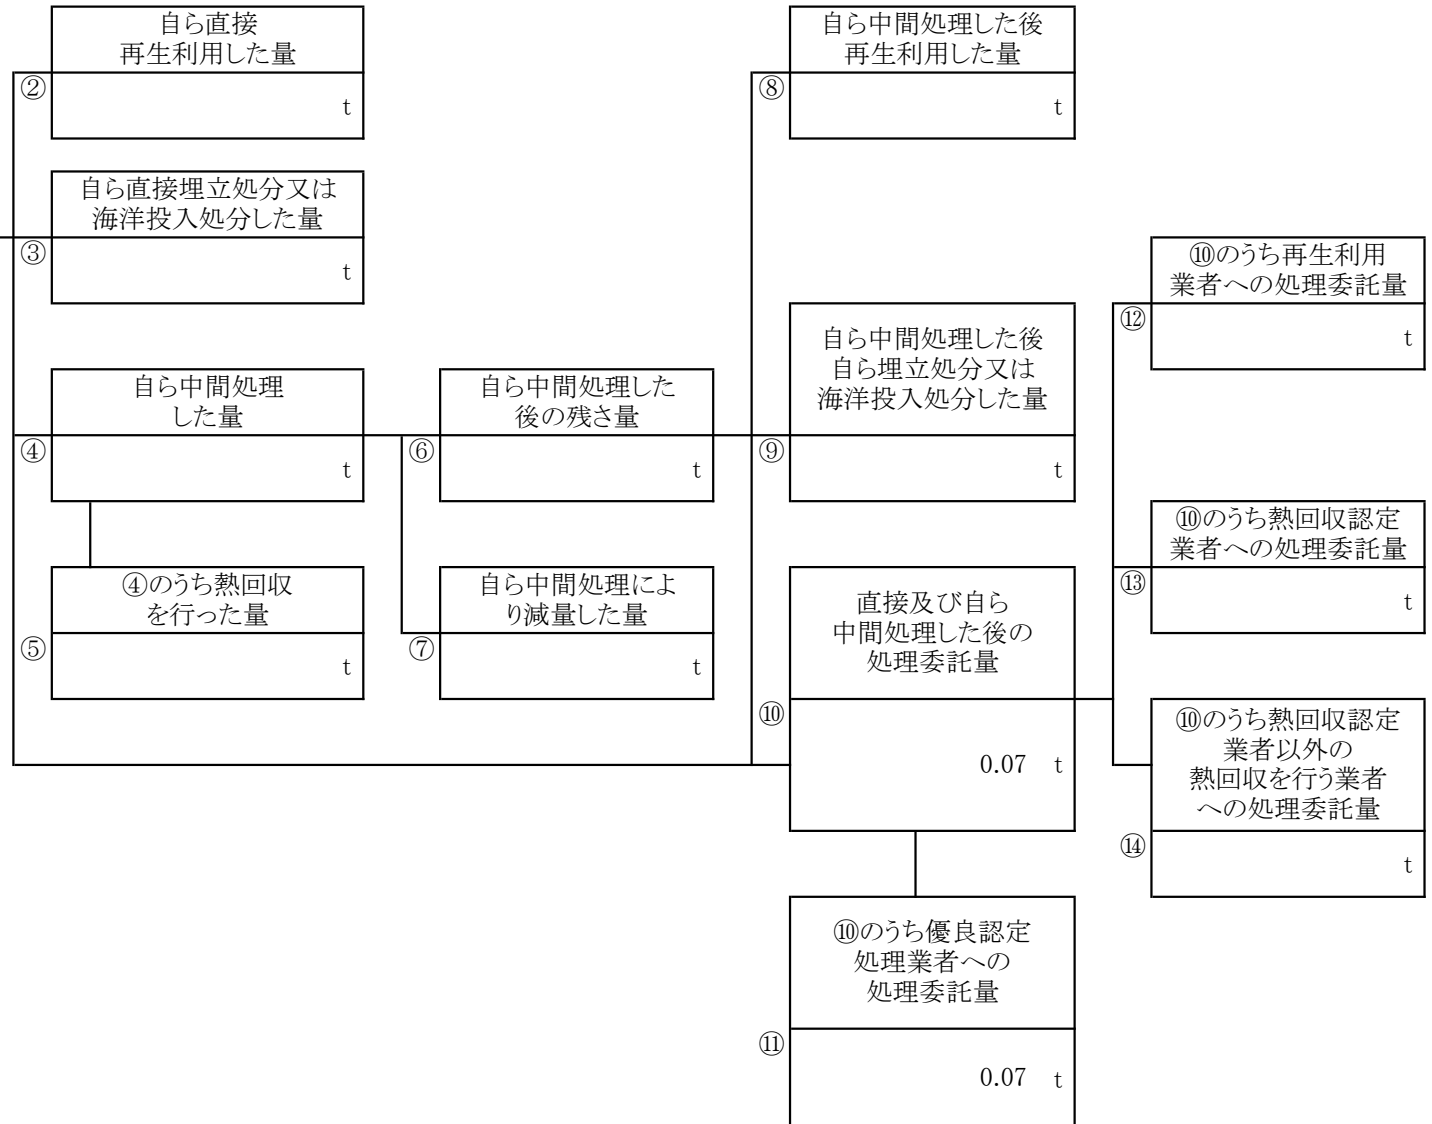 自ら直接
再生利用した量
②
t
自ら直接埋立処分又は
海洋投入処分した量
③
t
自ら中間処理
した量
④
t
④のうち熱回収
を行った量
⑤
t
自ら中間処理した
後の残さ量
⑥
t
自ら中間処理によ
り減量した量
⑦
t
自ら中間処理した後
再生利用した量
⑧
t
自ら中間処理した後
自ら埋立処分又は
海洋投入処分した量
⑨
t
直接及び自ら
中間処理した後の
処理委託量
⑩
0.07 t
⑩のうち優良認定
処理業者への
処理委託量
⑪
0.07 t
⑩のうち再生利用
業者への処理委託量
⑫
t
⑩のうち熱回収認定
業者への処理委託量
⑬
t
⑩のうち熱回収認定
業者以外の
熱回収を行う業者
への処理委託量
⑭
t